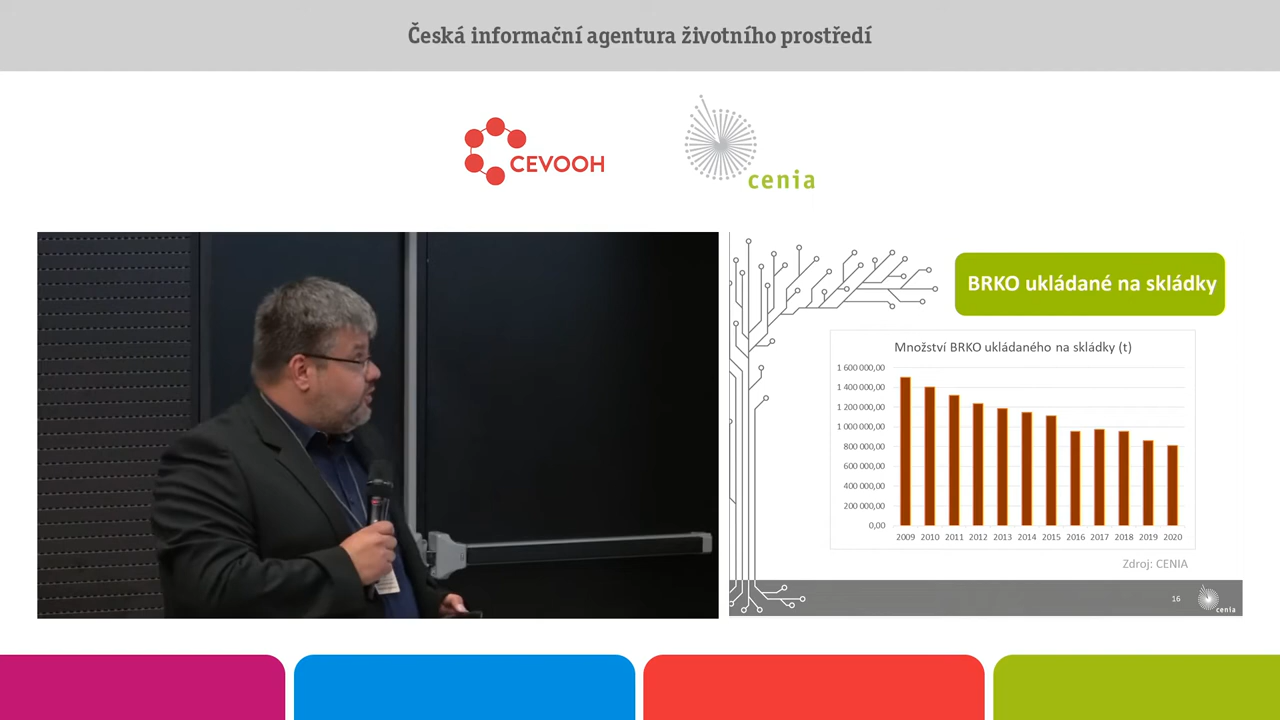 Česká informační agentura životního prostředí
CEVOOH
cenia
BRKO ukládané na skládky
Množství BRKO ukládaného na skládky (t)
1 600 000,00
1 400 000,00
1 200 000,00
1 000 000,00
800 000,00
600 000,00
400 000,00
200 000,00
0,00
2009 2010 2011 2012 2013 2014 2015 2016 2017 2018 2019 2020
Zdroj: CENIA
16
cenia